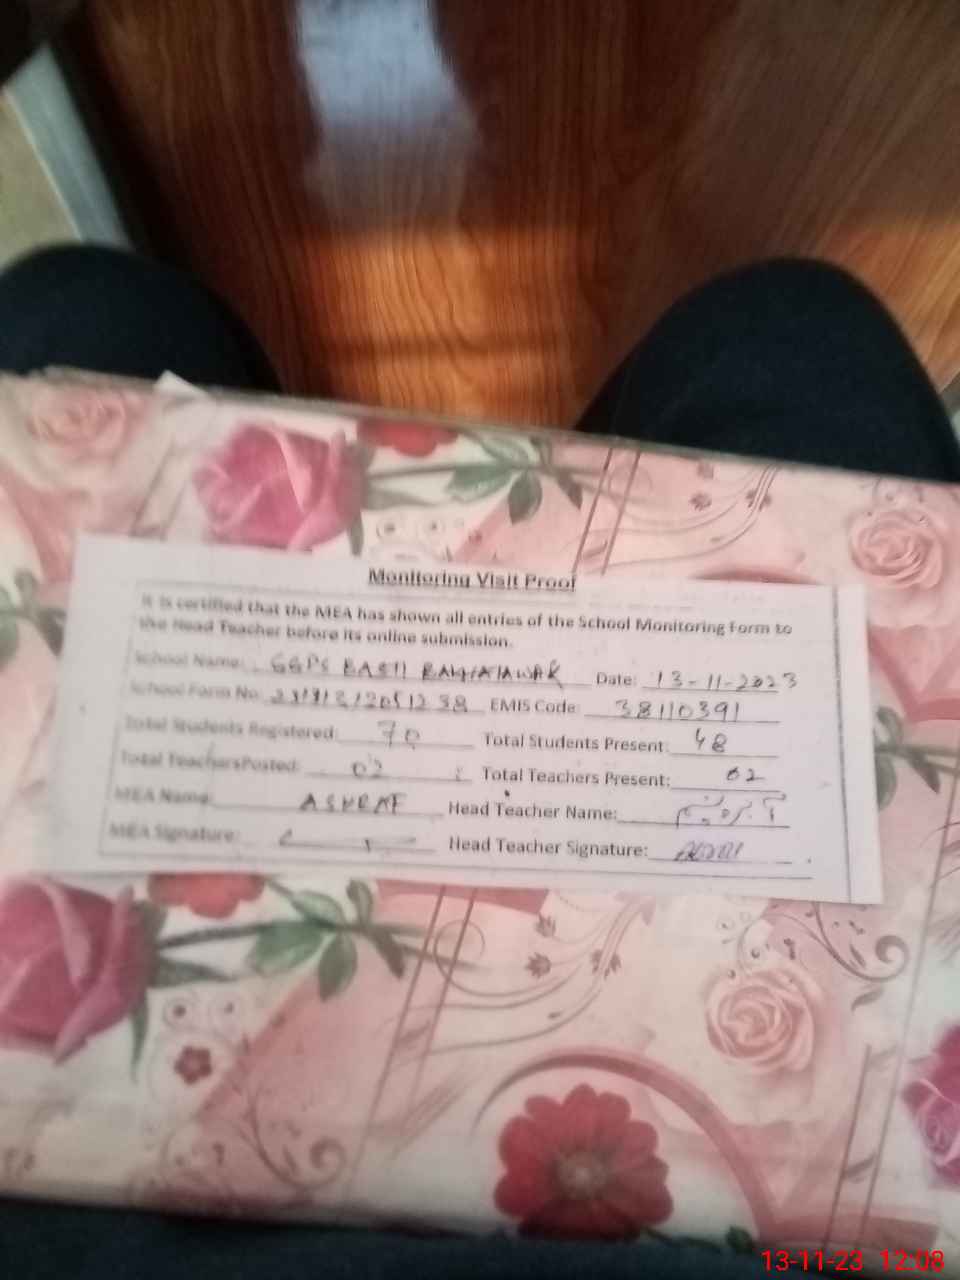 Monitoring Visit Proof
It is certified that the MEA has shown all entries of the School Monitoring Form to
the Head Teacher before its online submission.
School Name: GGPS BASTI Date: 13-11-2023
School Form No. EMIS Code: 38110391
Total Students Registered: 70 Total Students Present: 48
Total TeachersPosted: 02 Total Teachers Present: 02
MEA Name: ASHRAF Head Teacher Name:
MEA Signature: Head Teacher Signature:
13-11-23 12:08